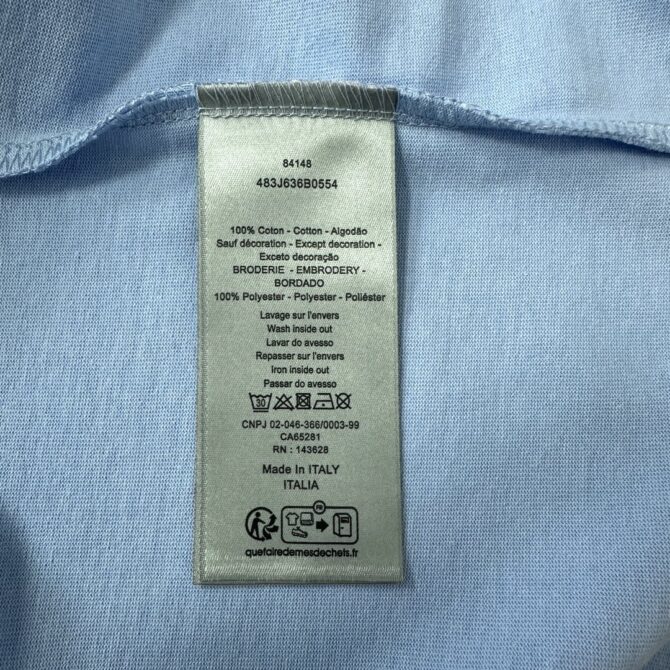 84148
483J636B0554
100% Coton - Cotton - Algodão
Sauf décoration - Except decoration -
Exceto decoração
BRODERIE - EMBRODERY -
BORDADO
100% Polyester - Polyester - Poliéster
Lavage sur l'envers
Wash inside out
Lavar do avesso
Repasser sur l'envers
Iron inside out
Passar do avesso
30
CNPJ 02-046-366/0003-99
CA65281
RN : 143628
Made In ITALY
ITALIA
FR
quefairedemesdechets.fr